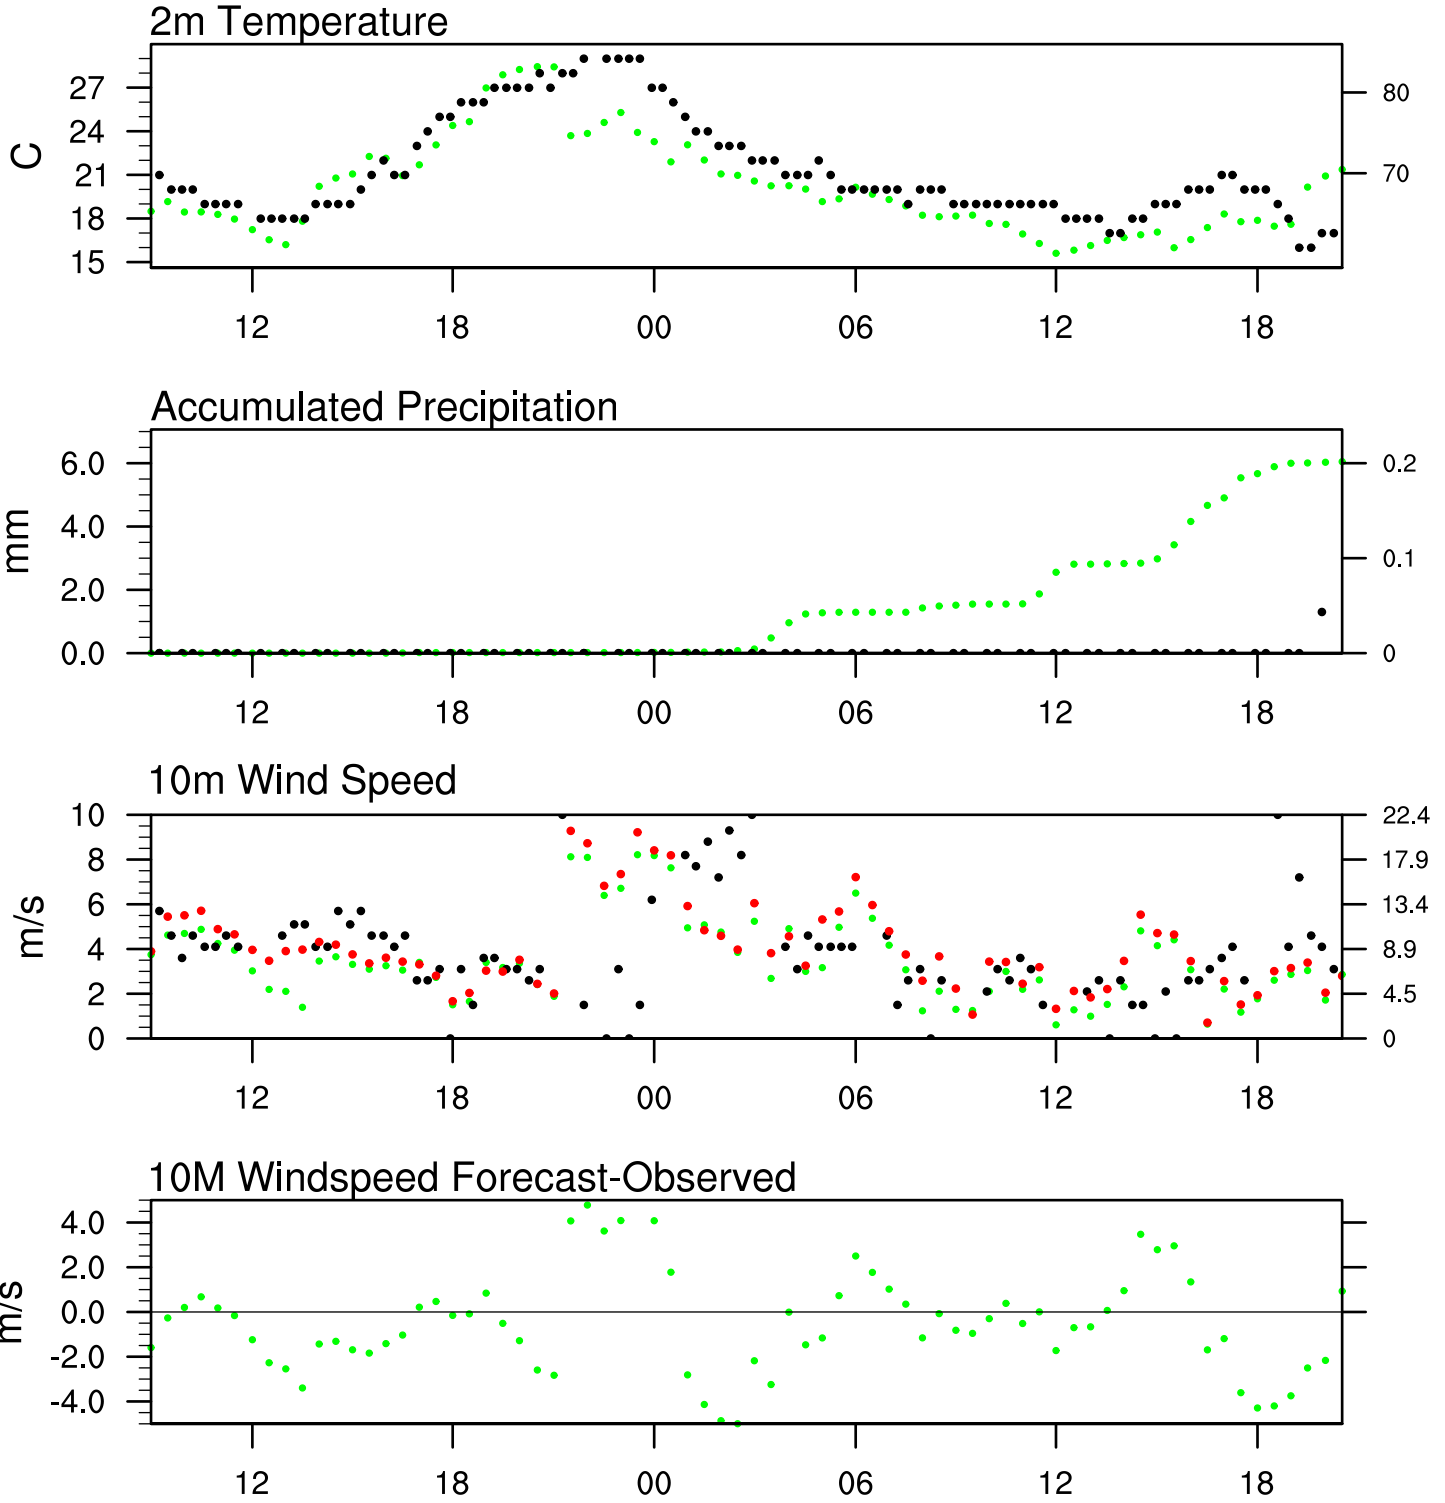 2m Temperature
27
24
21
18
15
C
80
70
12 18 00 06 12 18
Accumulated Precipitation
6.0
4.0
2.0
0.0
mm
0.2
0.1
0
12 18 00 06 12 18
10m Wind Speed
10
8
6
4
2
0
m/s
22.4
17.9
13.4
8.9
4.5
0
12 18 00 06 12 18
10M Windspeed Forecast-Observed
4.0
2.0
0.0
-2.0
-4.0
m/s
12 18 00 06 12 18